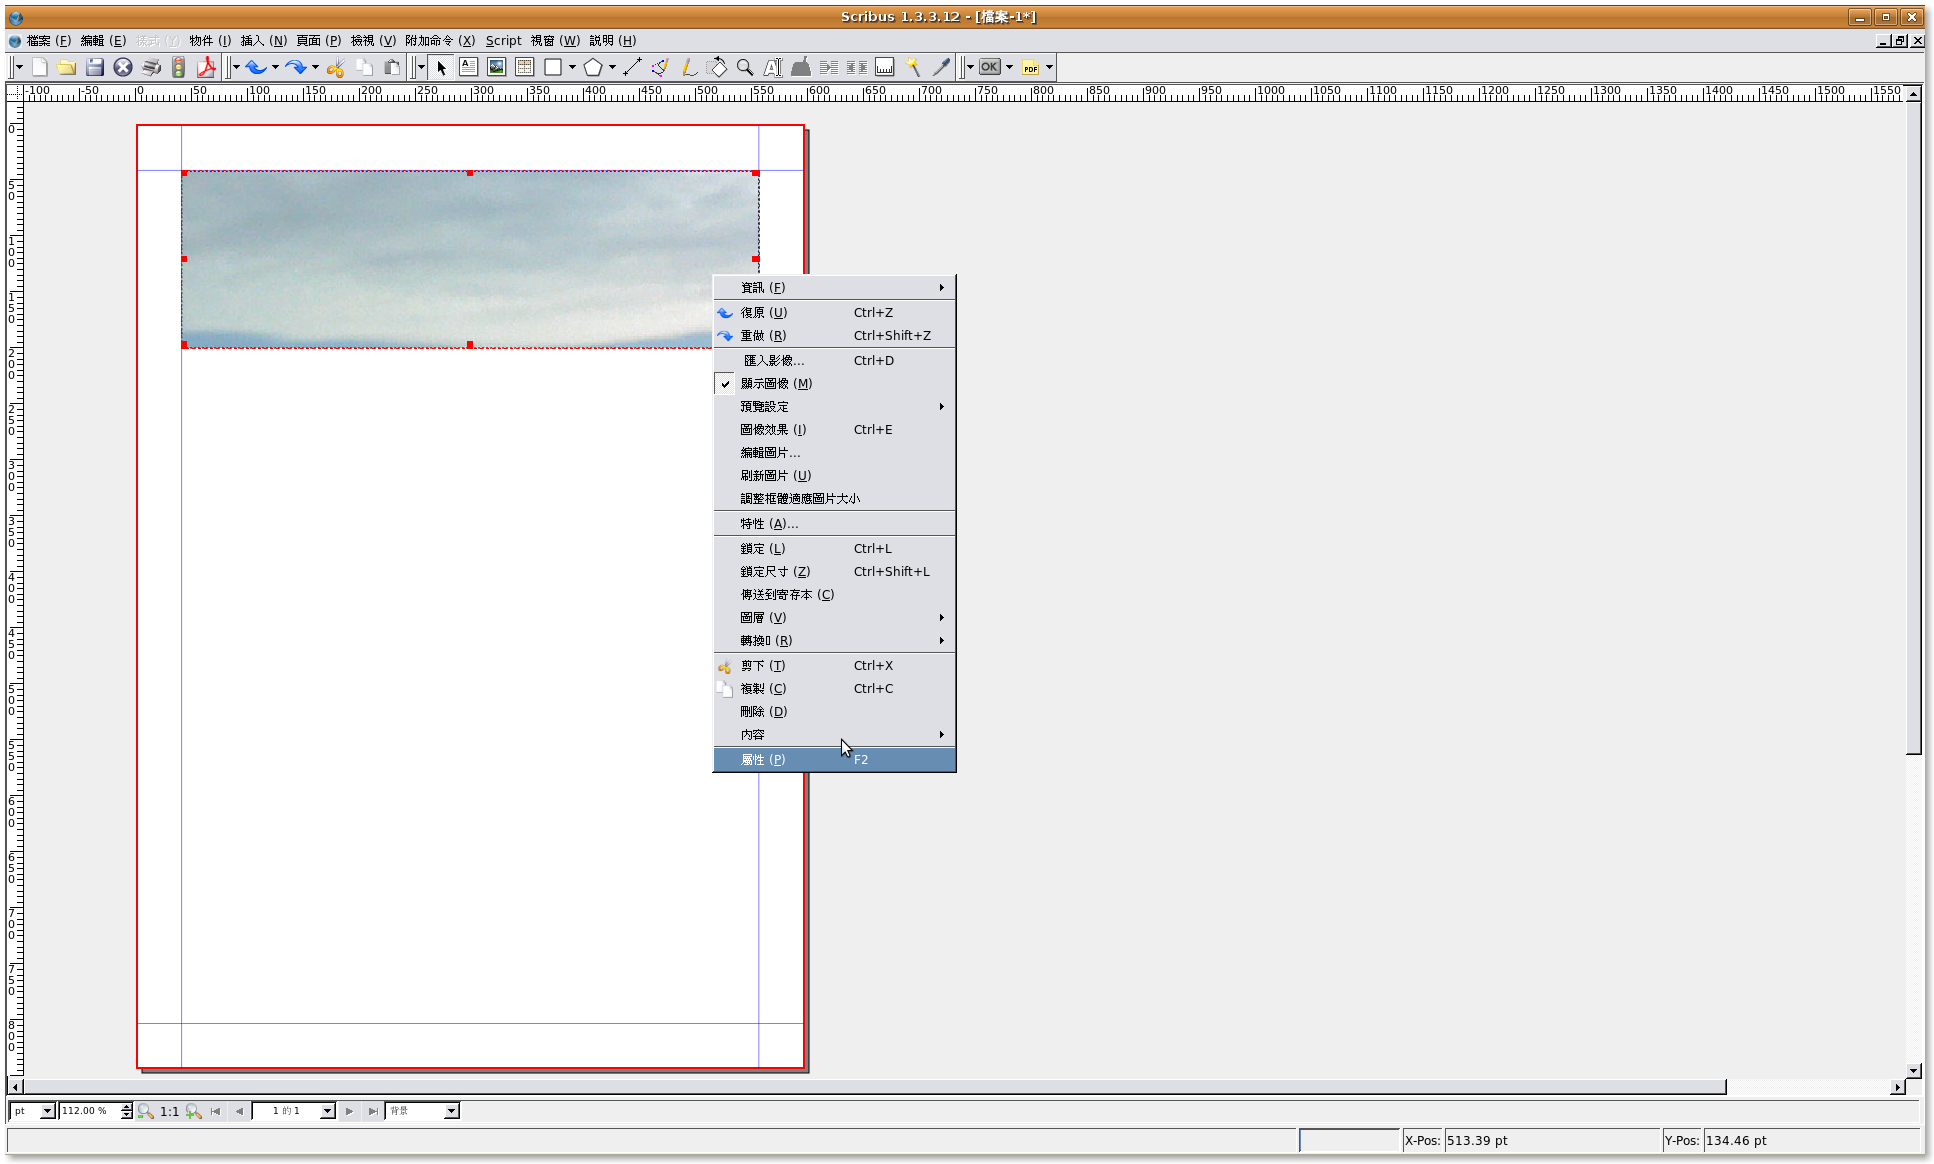 Scribus 1.3.3.12 - [檔案-1*]
檔案 (F) 編輯 (E) 樣式 (Y) 物件 (I) 插入 (N) 頁面 (P) 檢視 (V) 附加命令 (X) Script 視窗 (W) 説明 (H)
OK PDF
-100 -50 0 50 100 150 200 250 300 350 400 450 500 550 600 650 700 750 800 850 900 950 1000 1050 1100 1150 1200 1250 1300 1350 1400 1450 1500 1550
0
50
100
150
200
250
300
350
400
450
500
550
600
650
700
750
800
資訊 (F)
復原 (U) Ctrl+Z
重做 (R) Ctrl+Shift+Z
匯入影像... Ctrl+D
顯示圖像 (M)
預覽設定
圖像效果 (I) Ctrl+E
編輯圖片...
刷新圖片 (U)
調整框體適應圖片大小
特性 (A)...
鎖定 (L) Ctrl+L
鎖定尺寸 (Z) Ctrl+Shift+L
傳送到寄存本 (C)
圖層 (V)
轉換▯ (R)
剪下 (T) Ctrl+X
複製 (C) Ctrl+C
刪除 (D)
内容
屬性 (P) F2
pt 112.00 % 1:1 1 的 1 背景
X-Pos: 513.39 pt Y-Pos: 134.46 pt